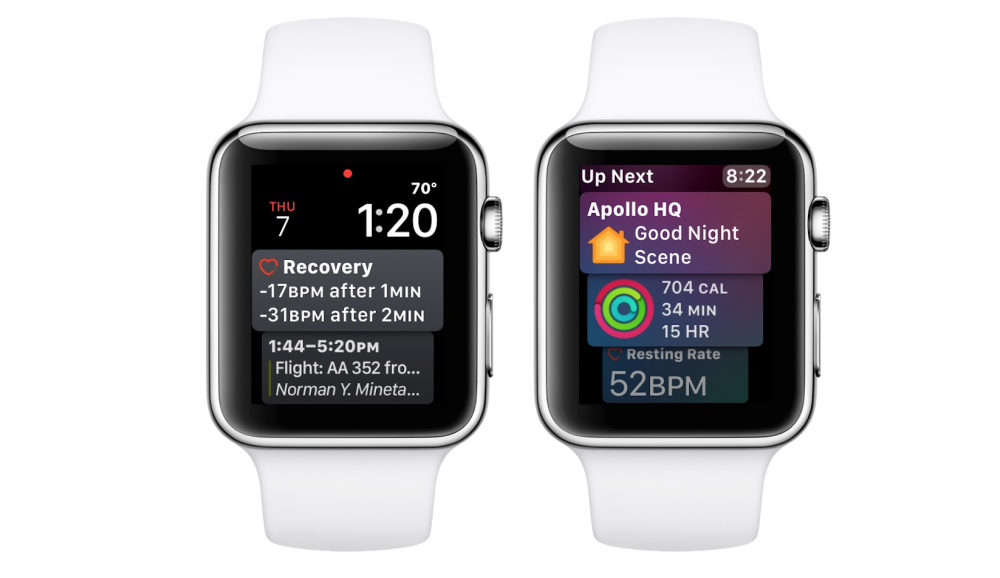 70°
THU
7
1:20
Recovery
-17BPM after 1MIN
-31BPM after 2MIN
1:44–5:20PM
Flight: AA 352 fro...
Norman Y. Mineta...
Up Next
8:22
Apollo HQ
Good Night
Scene
704 CAL
34 MIN
15 HR
Resting Rate
52BPM